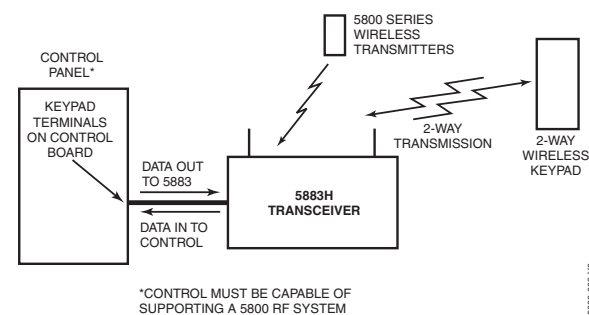 5800 SERIES
WIRELESS
TRANSMITTERS
CONTROL
PANEL*
KEYPAD
TERMINALS
ON CONTROL
BOARD
DATA OUT
TO 5883
DATA IN TO
CONTROL
5883H
TRANSCEIVER
2-WAY
TRANSMISSION
2-WAY
WIRELESS
KEYPAD
*CONTROL MUST BE CAPABLE OF
SUPPORTING A 5800 RF SYSTEM